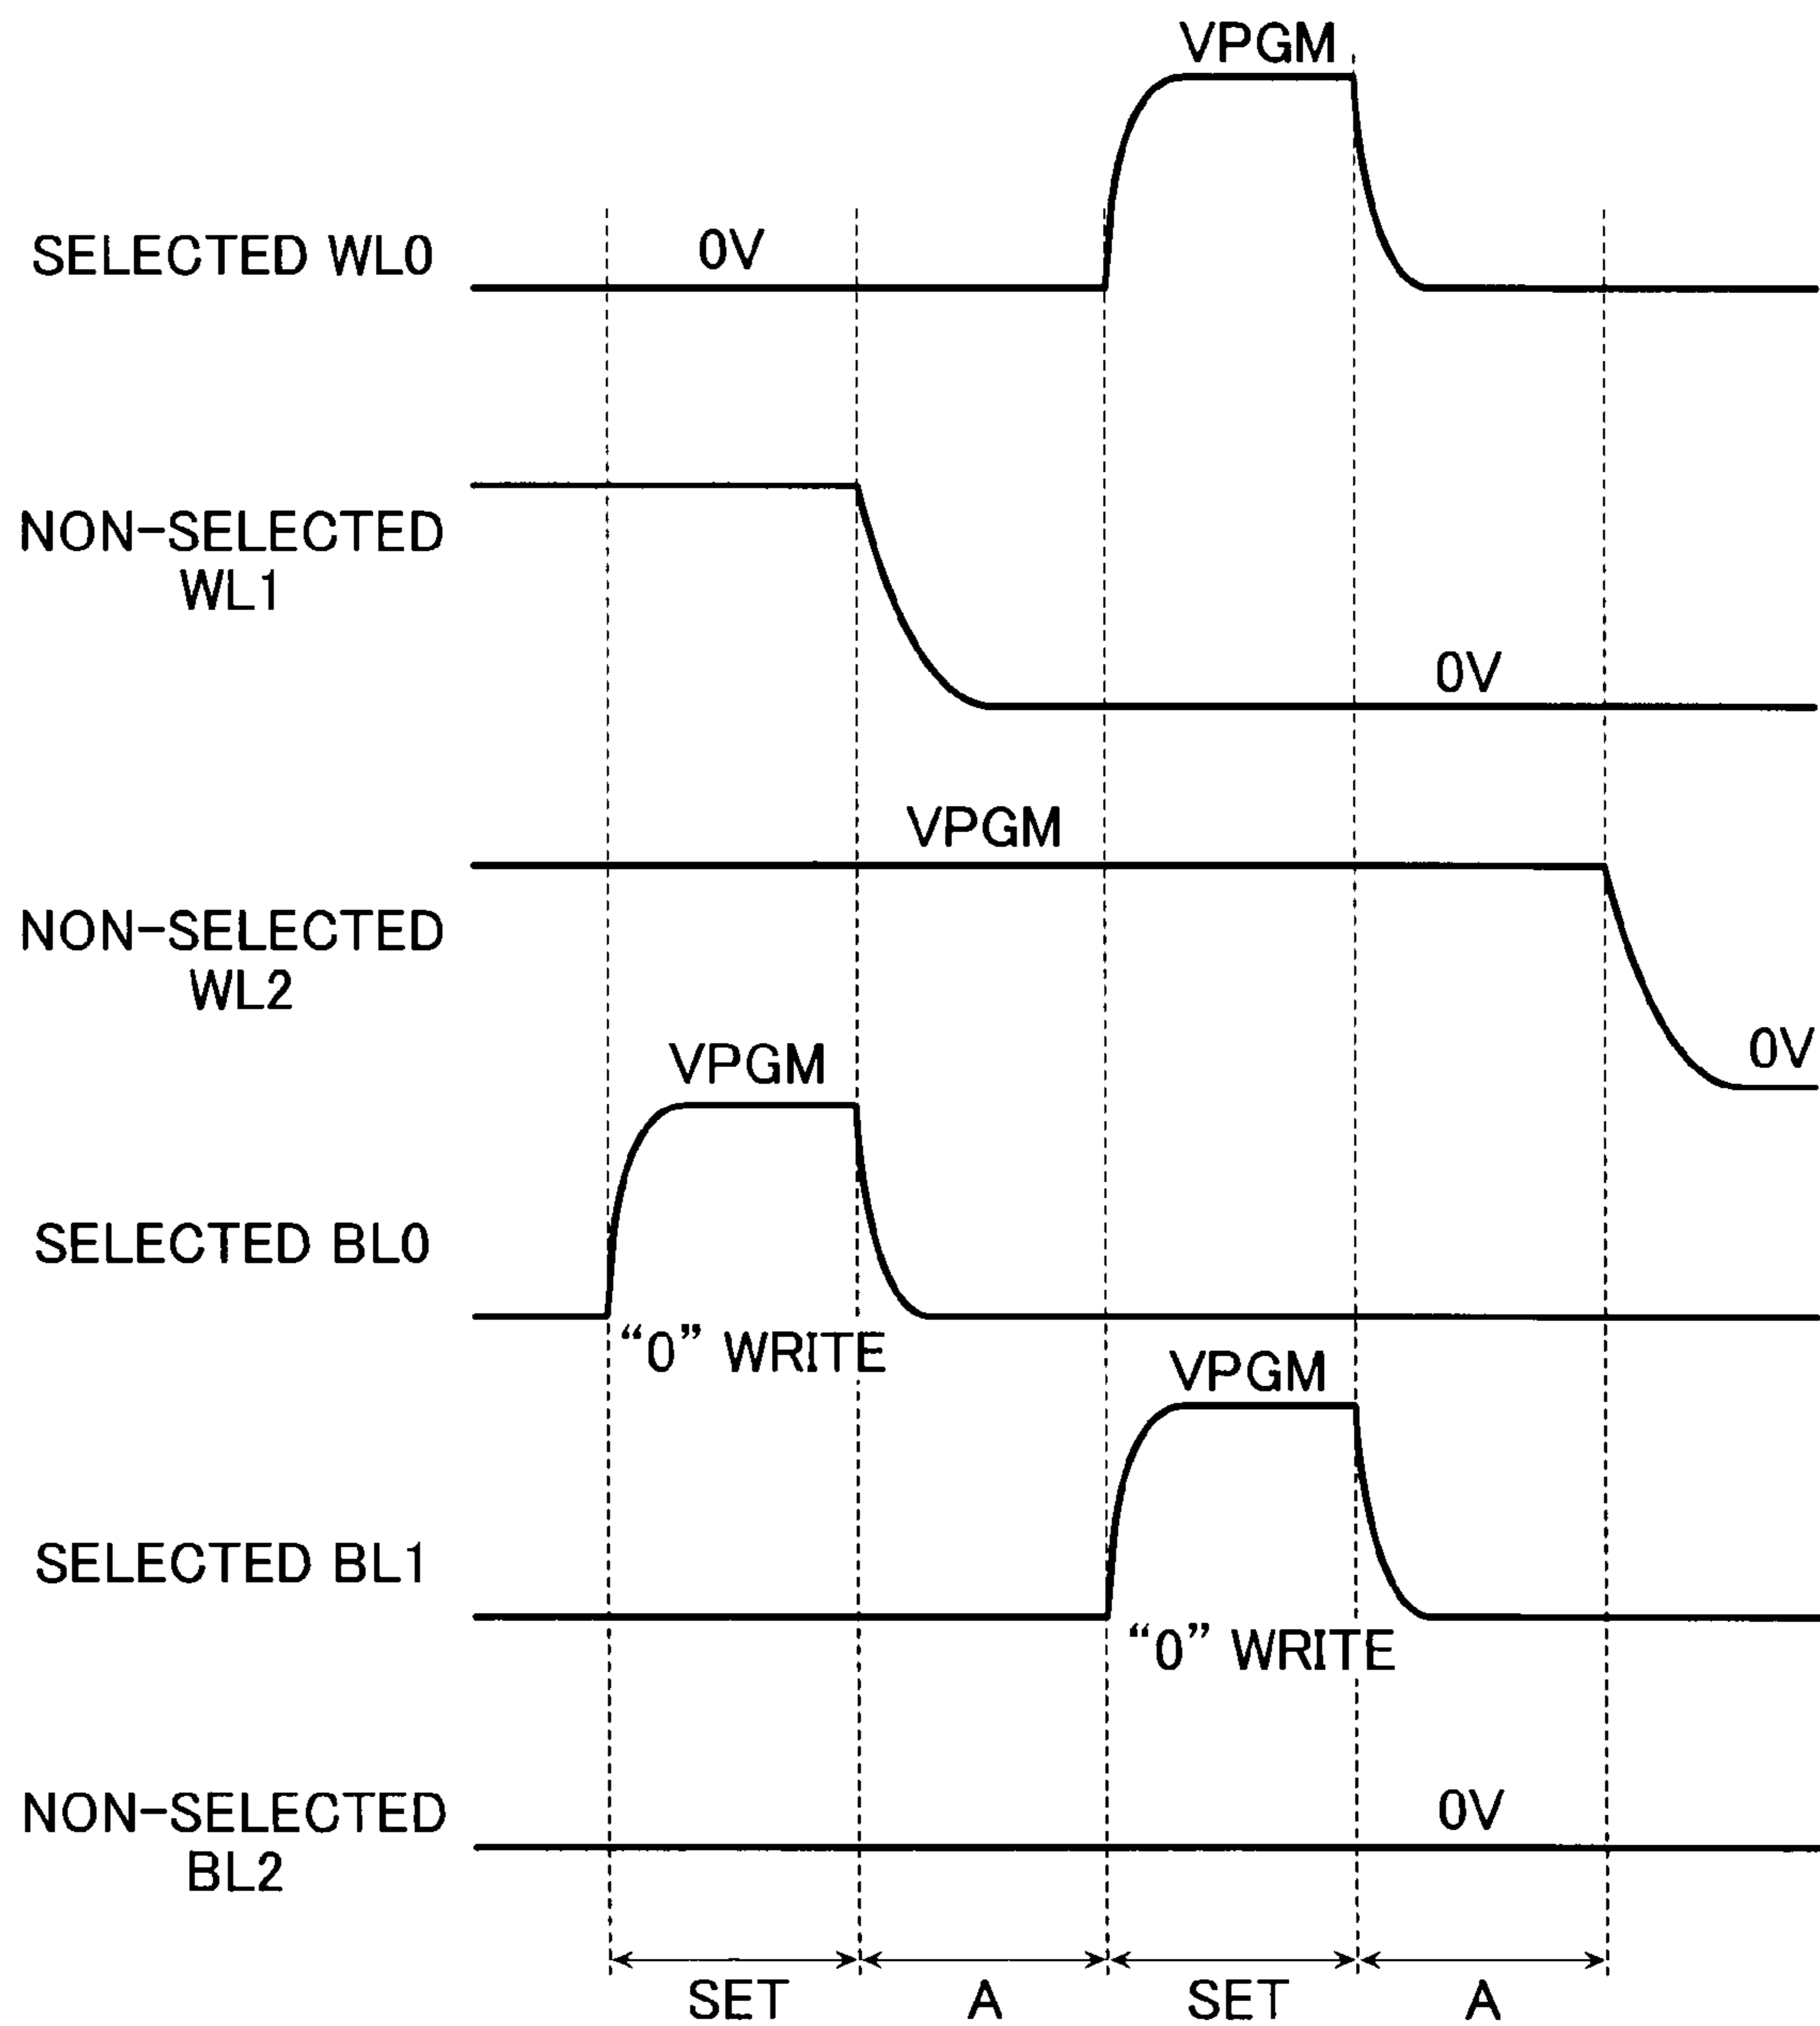 VPGM
SELECTED WL0
0V
NON-SELECTED
WL1
0V
VPGM
NON-SELECTED
WL2
0V
VPGM
SELECTED BL0
“0” WRITE
VPGM
SELECTED BL1
“0” WRITE
0V
NON-SELECTED
BL2
SET
A
SET
A